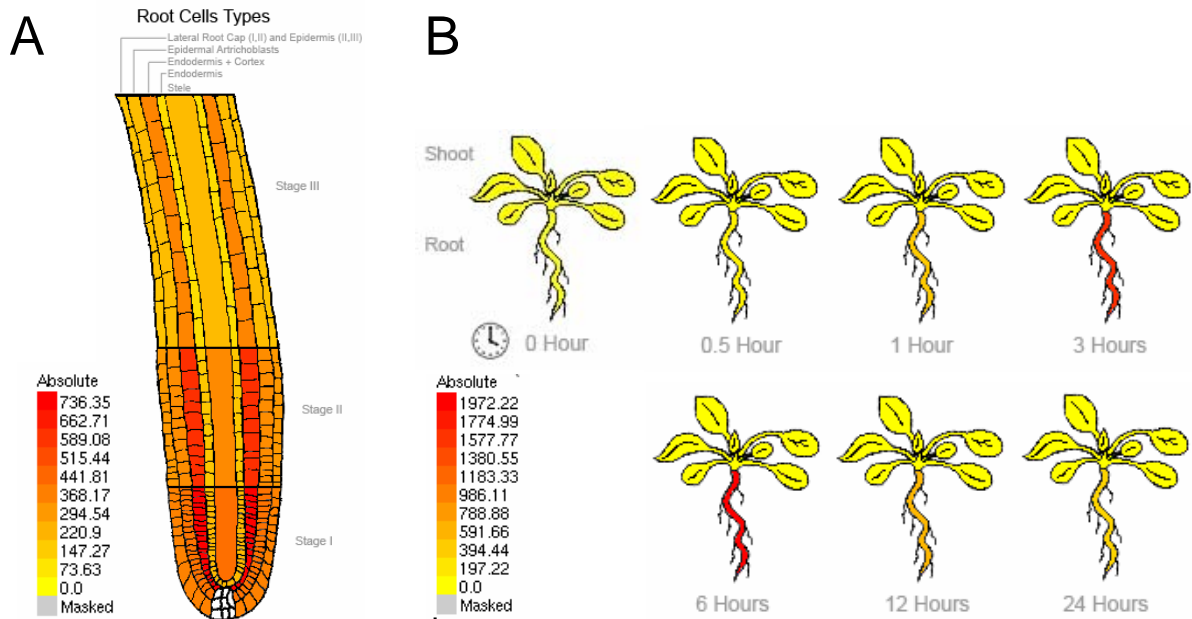 A
Root Cells Types
Lateral Root Cap (I,II) and Epidermis (II,III)
Epidermal Artrichoblasts
Endodermis + Cortex
Endodermis
Stele
Stage III
Stage II
Stage I
Absolute
736.35
662.71
589.08
515.44
441.81
368.17
294.54
220.9
147.27
73.63
0.0
Masked
B
Shoot
Root
0 Hour
0.5 Hour
1 Hour
3 Hours
Absolute
1972.22
1774.99
1577.77
1380.55
1183.33
986.11
788.88
591.66
394.44
197.22
0.0
Masked
6 Hours
12 Hours
24 Hours